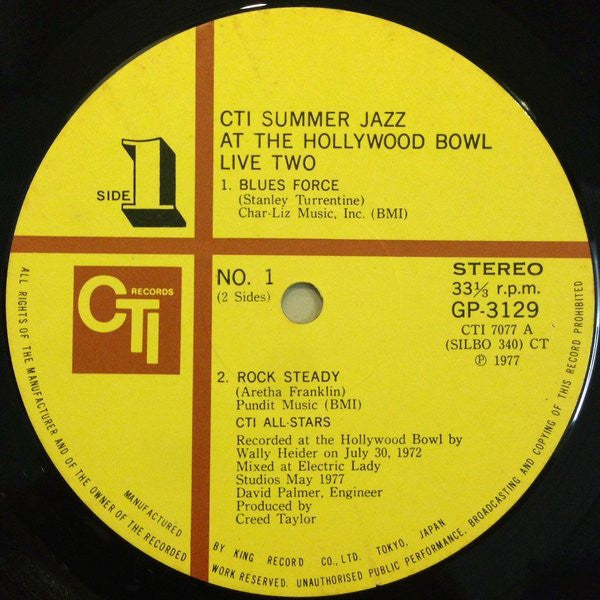 CTI SUMMER JAZZ
AT THE HOLLYWOOD BOWL
LIVE TWO
SIDE 1
1. BLUES FORCE
(Stanley Turrentine)
Char-Liz Music, Inc. (BMI)
CTI RECORDS
NO. 1
(2 Sides)
STEREO
33⅓ r.p.m.
GP-3129
CTI 7077 A
(SILBO 340) CT
℗ 1977
2. ROCK STEADY
(Aretha Franklin)
Pundit Music (BMI)
CTI ALL-STARS
Recorded at the Hollywood Bowl by
Wally Heider on July 30, 1972
Mixed at Electric Lady
Studios May 1977
David Palmer, Engineer
Produced by
Creed Taylor
MANUFACTURED BY KING RECORD CO., LTD. TOKYO, JAPAN
ALL RIGHTS OF THE MANUFACTURER AND OF THE OWNER OF THE RECORDED WORK RESERVED. UNAUTHORISED PUBLIC PERFORMANCE, BROADCASTING AND COPYING OF THIS RECORD PROHIBITED